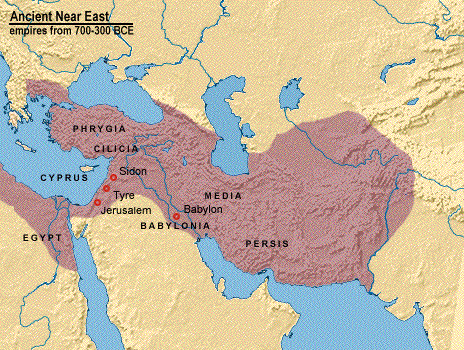 Ancient Near East
empires from 700-300 BCE
PHRYGIA
CILICIA
CYPRUS
Sidon
Tyre
Jerusalem
MEDIA
Babylon
BABYLONIA
EGYPT
PERSIS